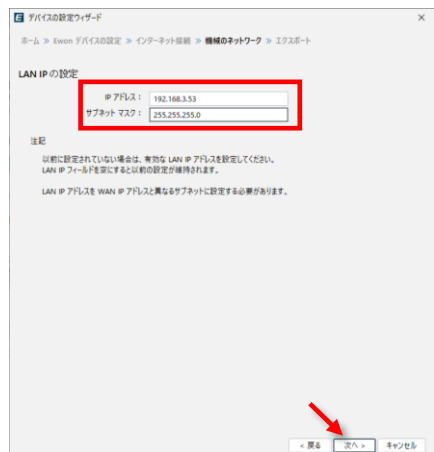 デバイスの設定ウィザード
ホーム ≫ Ewon デバイスの設定 ≫ インターネット接続 ≫ 機械のネットワーク ≫ エクスポート
LAN IP の設定
IP アドレス : 192.168.3.53
サブネット マスク : 255.255.255.0
注記
以前に設定されていない場合は、有効な LAN IP アドレスを設定してください。
LAN IP フィールドを空にすると以前の設定が維持されます。
LAN IP アドレスを WAN IP アドレスと異なるサブネットに設定する必要があります。
< 戻る 次へ > キャンセル